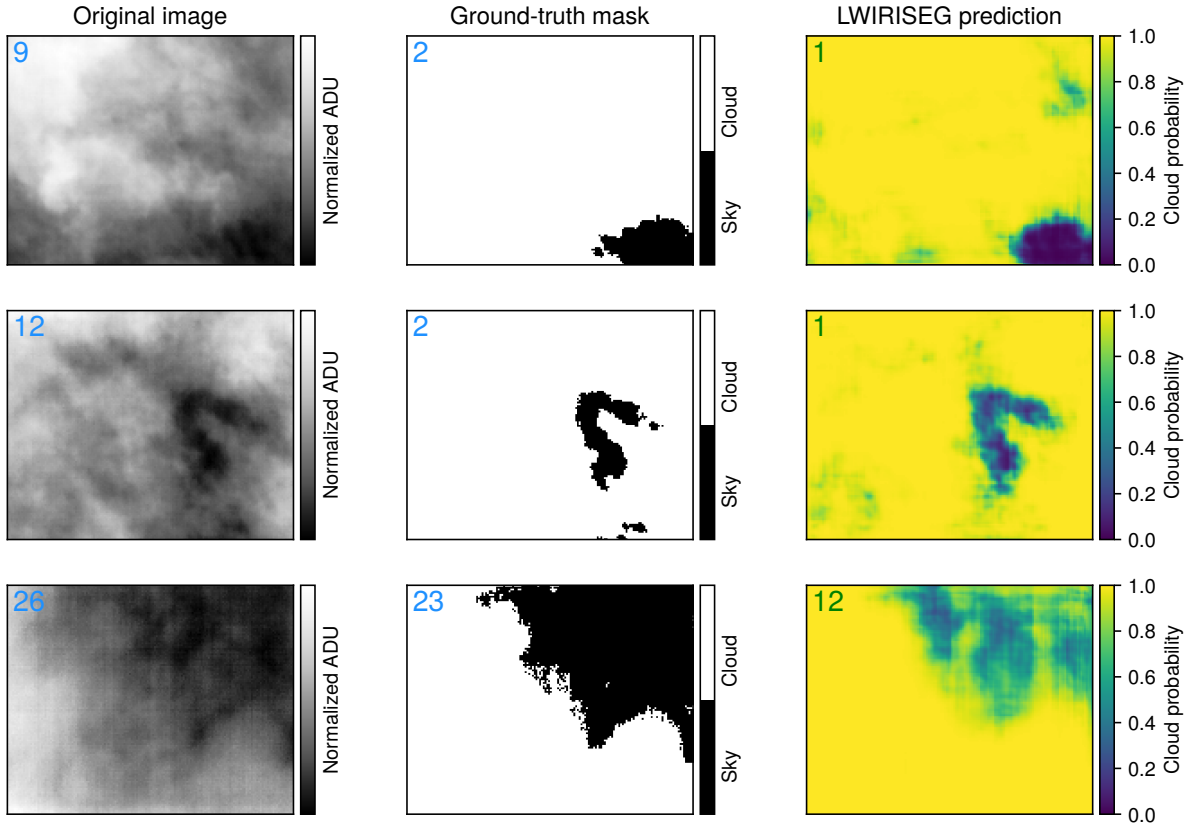 Original image
Ground-truth mask
LWIRISEG prediction
9
Normalized ADU
2
Cloud
Sky
1
1.0
0.8
0.6
0.4
0.2
0.0
Cloud probability
12
Normalized ADU
2
Cloud
Sky
1
1.0
0.8
0.6
0.4
0.2
0.0
Cloud probability
26
Normalized ADU
23
Cloud
Sky
12
1.0
0.8
0.6
0.4
0.2
0.0
Cloud probability